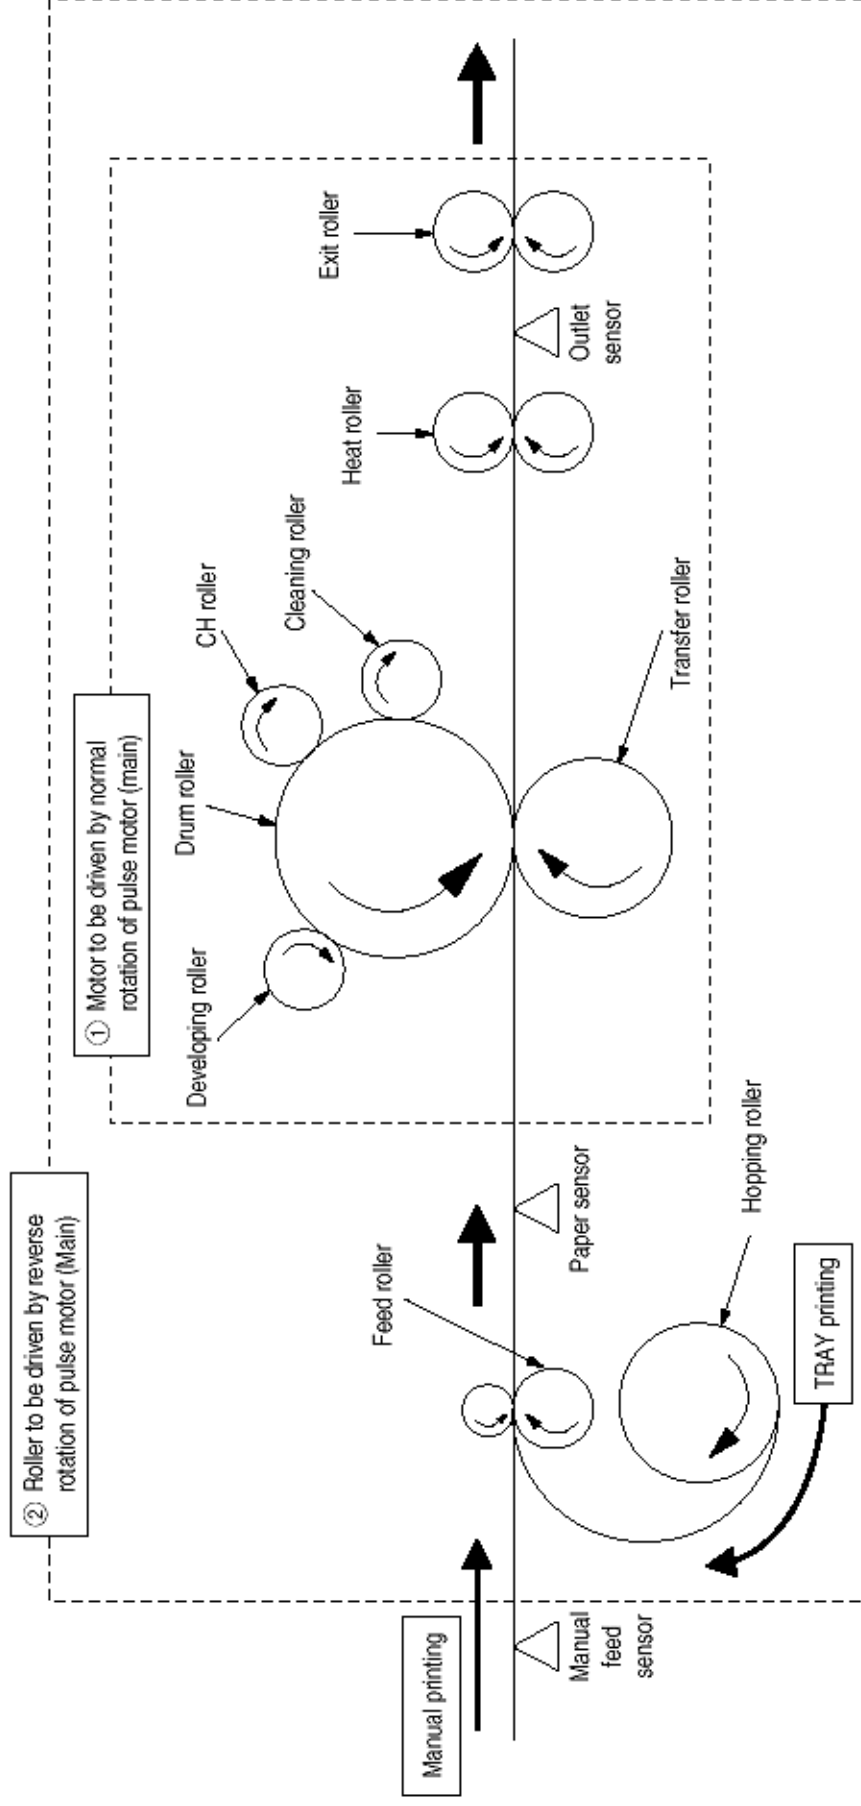 ② Roller to be driven by reverse
rotation of pulse motor (Main)
① Motor to be driven by normal
rotation of pulse motor (main)
Manual printing
Manual
feed
sensor
Feed roller
Paper sensor
Hopping roller
TRAY printing
Developing roller
Drum roller
CH roller
Cleaning roller
Transfer roller
Heat roller
Outlet
sensor
Exit roller